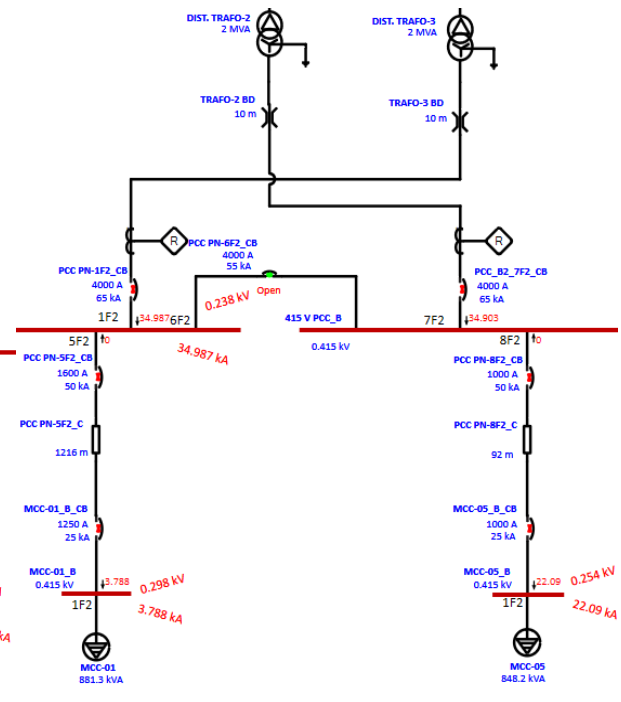 DIST. TRAFO-2
2 MVA
DIST. TRAFO-3
2 MVA
TRAFO-2 BD
10 m
TRAFO-3 BD
10 m
R
R
PCC PN-6F2_CB
4000 A
55 kA
Open
PCC PN-1F2_CB
4000 A
65 kA
PCC_B2_7F2_CB
4000 A
65 kA
0.238 kV
1F2
34.987
6F2
415 V PCC_B
0.415 kV
7F2
34.903
34.987 kA
5F2
0
8F2
0
PCC PN-5F2_CB
1600 A
50 kA
PCC PN-8F2_CB
1000 A
50 kA
PCC PN-5F2_C
1216 m
PCC PN-8F2_C
92 m
MCC-01_B_CB
1250 A
25 kA
MCC-05_B_CB
1000 A
25 kA
MCC-01_B
0.415 kV
3.788
0.298 kV
1F2
3.788 kA
MCC-05_B
0.415 kV
22.09
0.254 kV
1F2
22.09 kA
MCC-01
881.3 kVA
MCC-05
848.2 kVA